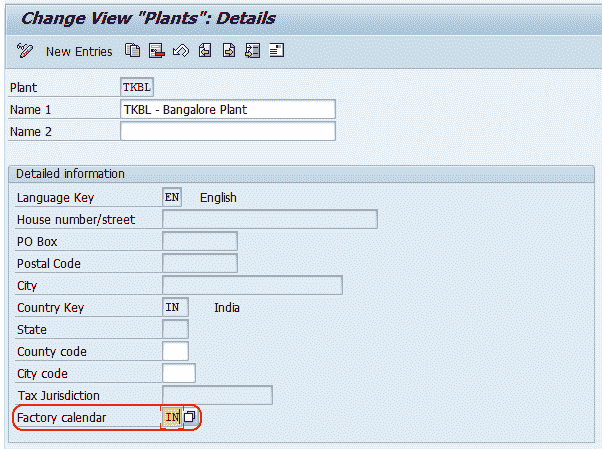 Change View "Plants": Details
New Entries
Plant TKBL
Name 1 TKBL - Bangalore Plant
Name 2
Detailed information
Language Key EN English
House number/street
PO Box
Postal Code
City
Country Key IN India
State
County code
City code
Tax Jurisdiction
Factory calendar IN